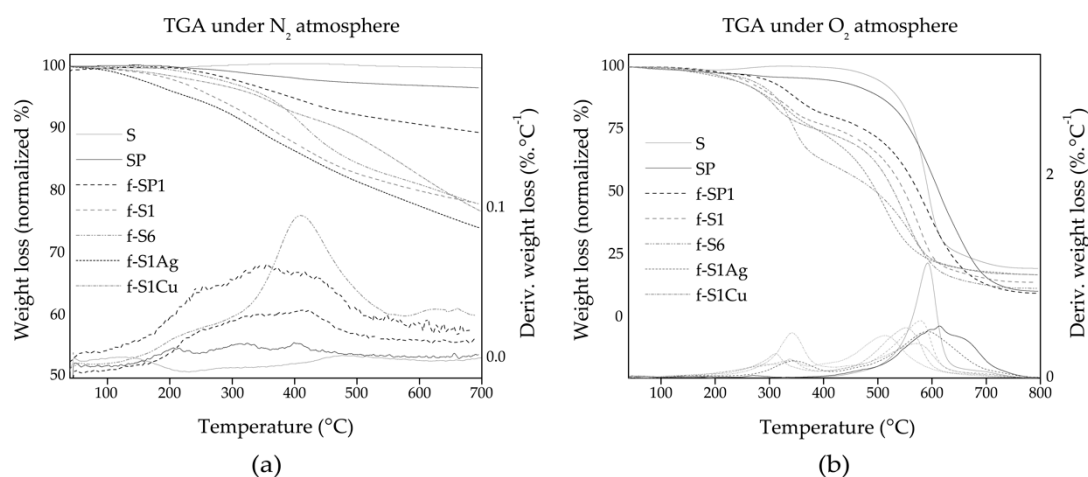 TGA under N₂ atmosphere
Weight loss (normalized %)
100
90
80
70
60
50
S
SP
f-SP1
f-S1
f-S6
f-S1Ag
f-S1Cu
0.1
0.0
Deriv. weight loss (%.°C⁻¹)
100 200 300 400 500 600 700
Temperature (°C)
(a)
TGA under O₂ atmosphere
Weight loss (normalized %)
100
75
50
25
0
S
SP
f-SP1
f-S1
f-S6
f-S1Ag
f-S1Cu
2
0
Deriv. weight loss (%.°C⁻¹)
100 200 300 400 500 600 700 800
Temperature (°C)
(b)